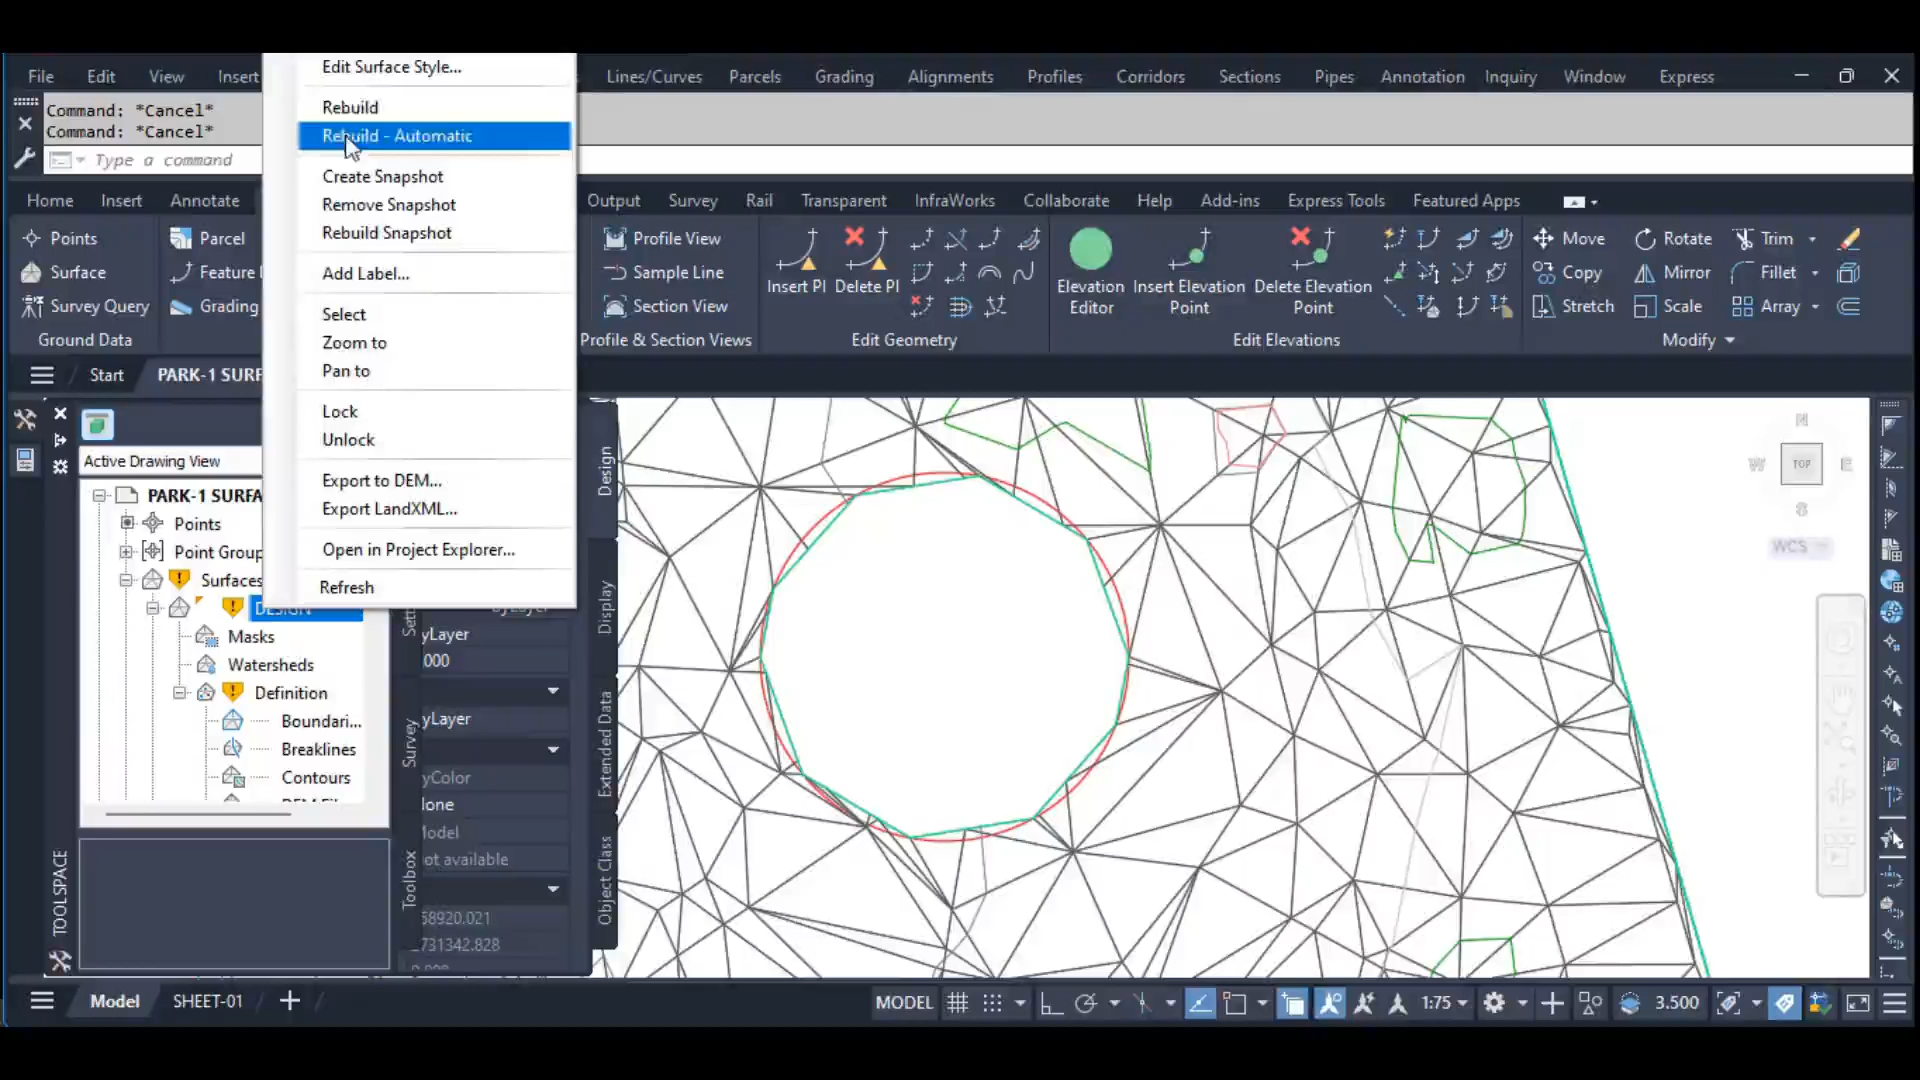 File Edit View Insert Lines/Curves Parcels Grading Alignments Profiles Corridors Sections Pipes Annotation Inquiry Window Express
Command: *Cancel*
Command: *Cancel*
Type a command
Edit Surface Style...
Rebuild
Rebuild - Automatic
Create Snapshot
Remove Snapshot
Rebuild Snapshot
Add Label...
Select
Zoom to
Pan to
Lock
Unlock
Export to DEM...
Export LandXML...
Open in Project Explorer...
Refresh
Home Insert Annotate Output Survey Rail Transparent InfraWorks Collaborate Help Add-ins Express Tools Featured Apps
Points
Surface
Survey Query
Ground Data
Parcel
Feature
Grading
Profile View
Sample Line
Section View
Profile & Section Views
Insert PI
Delete PI
Edit Geometry
Elevation
Editor
Insert Elevation
Point
Delete Elevation
Point
Edit Elevations
Move Rotate Trim
Copy Mirror Fillet
Stretch Scale Array
Modify
Start PARK-1 SURF
Active Drawing View
PARK-1 SURFA
Points
Point Group
Surfaces
DESIGN
Masks
Watersheds
Definition
Boundari...
Breaklines
Contours
TOOLSPACE
Survey
Toolbox
yLayer
000
yLayer
yColor
one
odel
ot available
58920.021
731342.828
Design
Display
Extended Data
Object Class
N
W TOP E
S
WCS
Model SHEET-01
MODEL 1:75 3.500